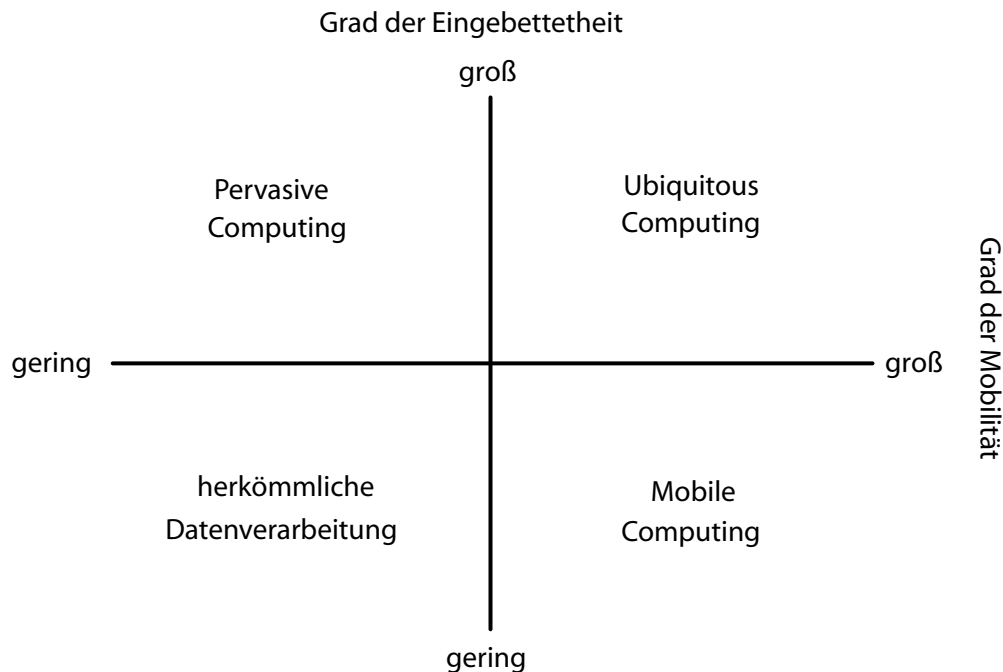 Grad der Eingebettetheit
groß
Pervasive
Computing
Ubiquitous
Computing
Grad der Mobilität
gering
groß
herkömmliche
Datenverarbeitung
Mobile
Computing
gering